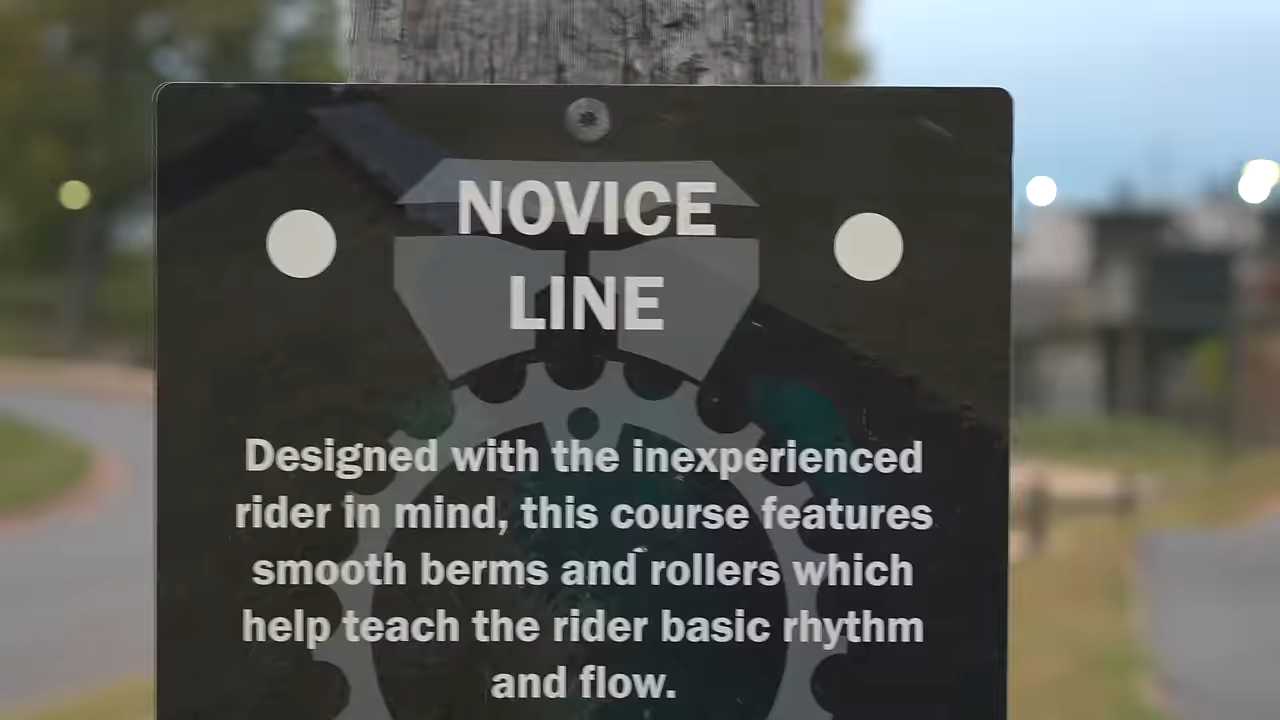 NOVICE
LINE
Designed with the inexperienced
rider in mind, this course features
smooth berms and rollers which
help teach the rider basic rhythm
and flow.